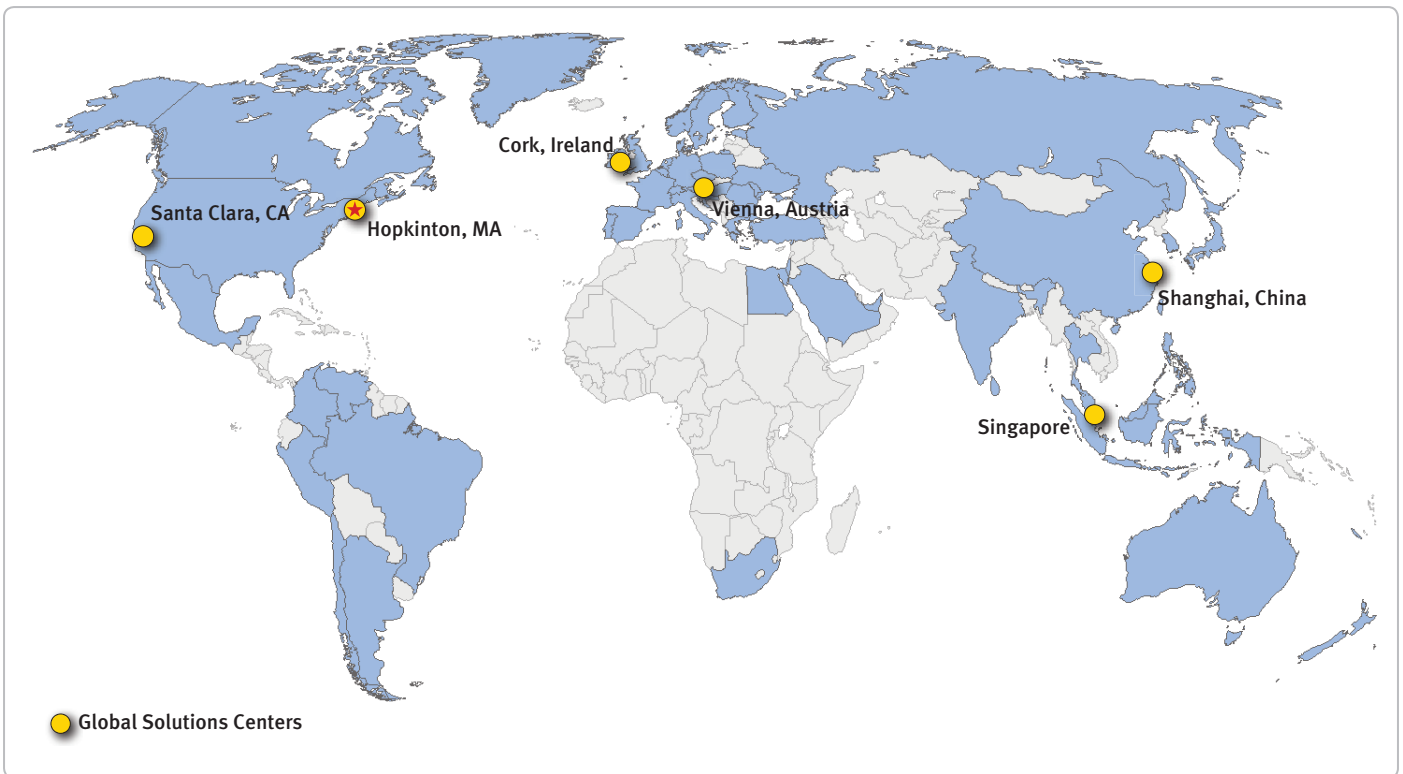 Cork, Ireland
Santa Clara, CA
Vienna, Austria
Hopkinton, MA
Shanghai, China
Singapore
Global Solutions Centers